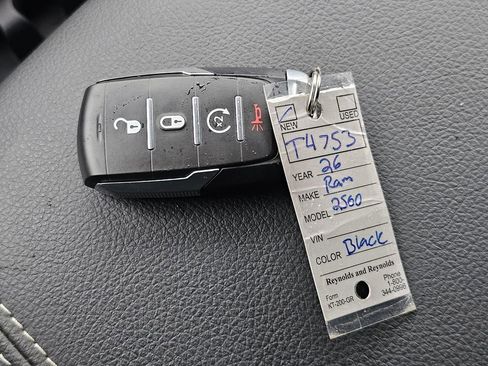 x2
NEW
USED
T4753
YEAR 26
MAKE Ram
MODEL 2500
VIN
COLOR Black
Reynolds and Reynolds
Form
KT-200-GR
Phone
1-800-
344-0996